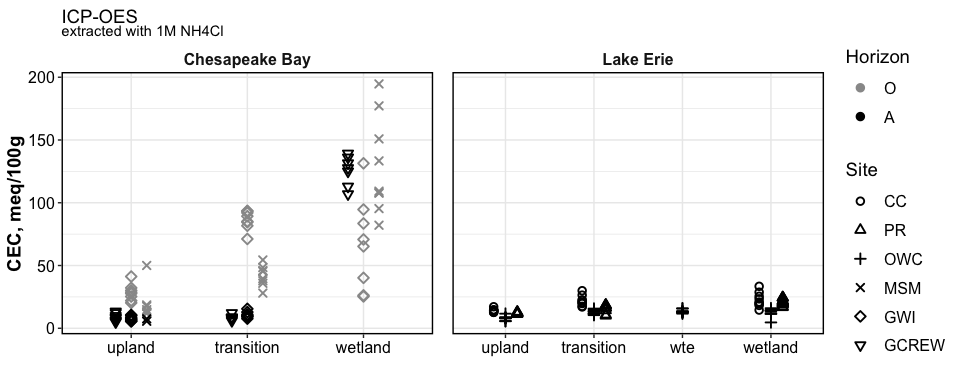 ICP-OES
extracted with 1M NH4Cl
Chesapeake Bay
Lake Erie
CEC, meq/100g
200
150
100
50
0
upland transition wetland
upland transition wte wetland
Horizon
O
A
Site
CC
PR
OWC
MSM
GWI
GCREW